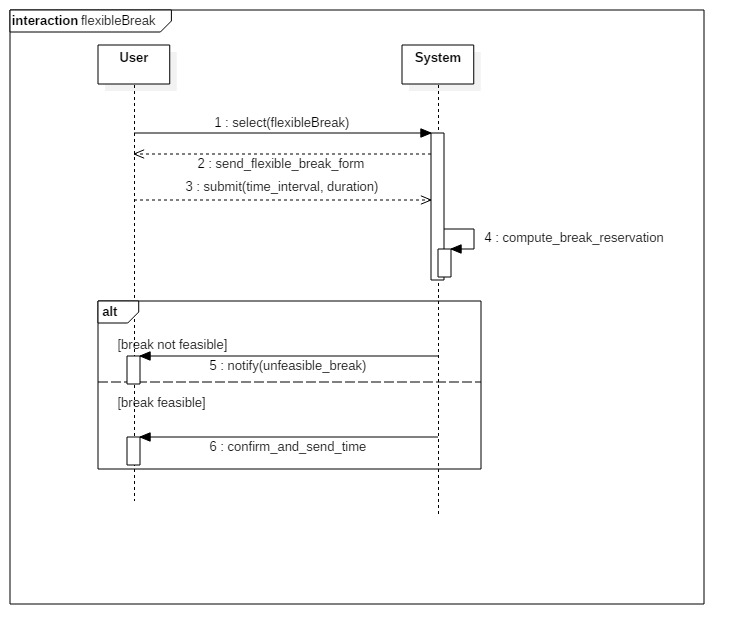 interaction flexibleBreak
User
System
1 : select(flexibleBreak)
2 : send_flexible_break_form
3 : submit(time_interval, duration)
4 : compute_break_reservation
alt
[break not feasible]
5 : notify(unfeasible_break)
[break feasible]
6 : confirm_and_send_time